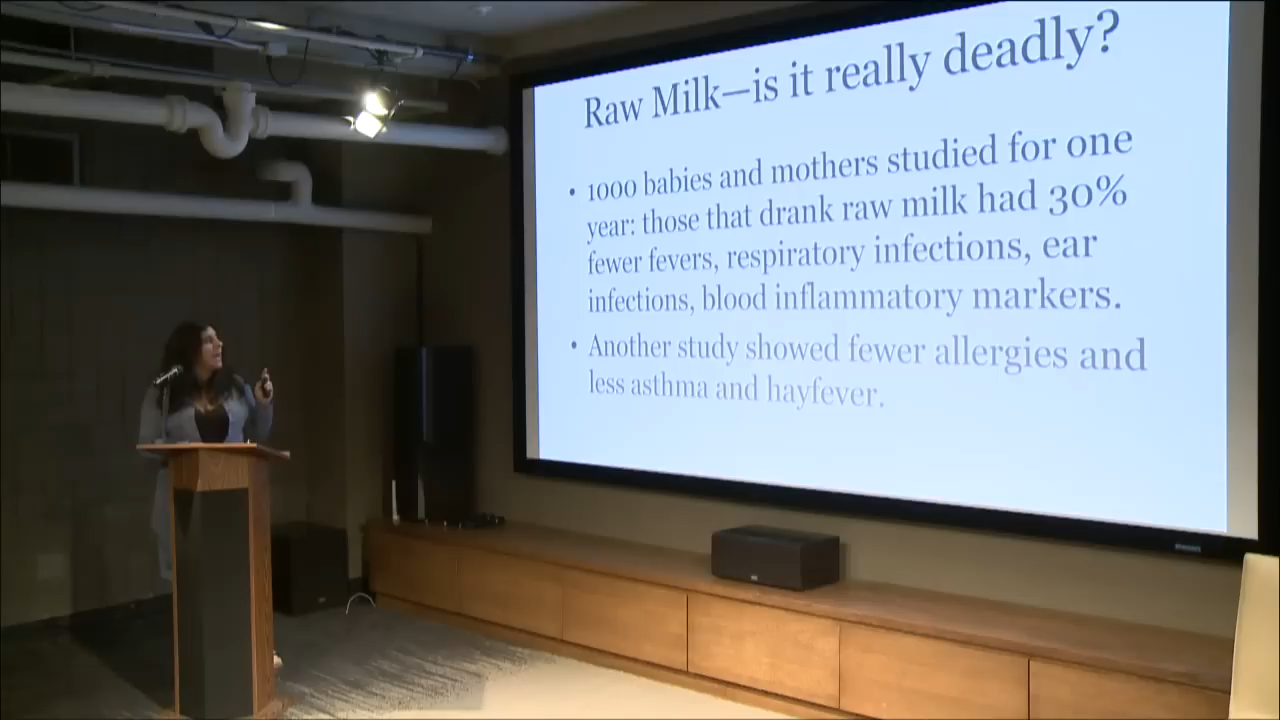 Raw Milk—is it really deadly?
• 1000 babies and mothers studied for one
year: those that drank raw milk had 30%
fewer fevers, respiratory infections, ear
infections, blood inflammatory markers.
• Another study showed fewer allergies and
less asthma and hayfever.